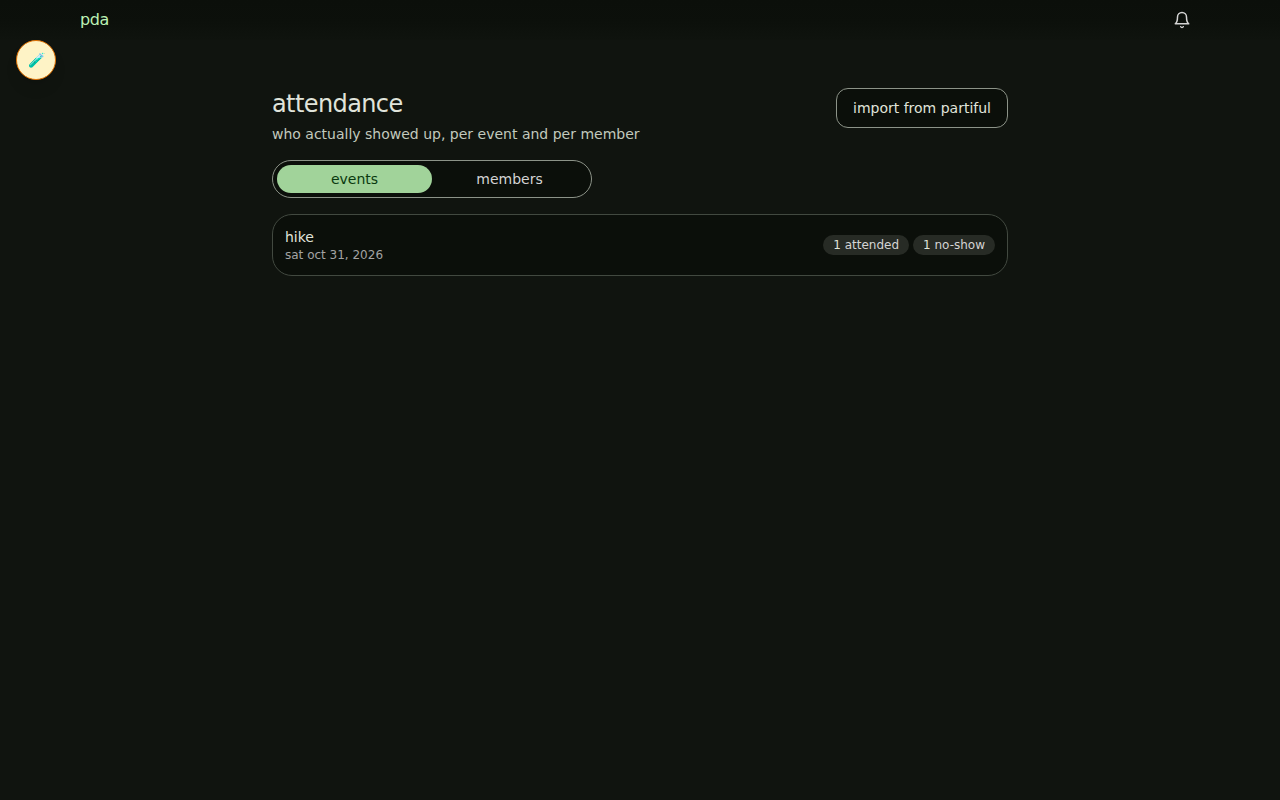 pda
attendance
import from partiful
who actually showed up, per event and per member
events
members
hike
sat oct 31, 2026
1 attended
1 no-show